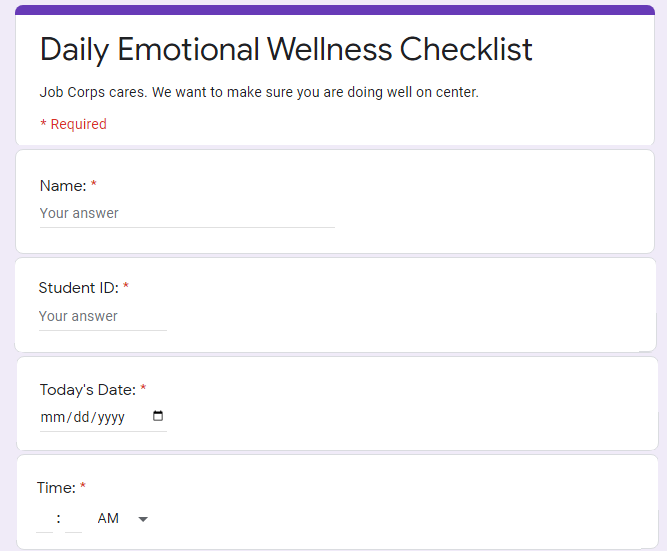 Daily Emotional Wellness Checklist
Job Corps cares. We want to make sure you are doing well on center.
* Required
Name: *
Your answer
Student ID: *
Your answer
Today's Date: *
mm/dd/yyyy
Time: *
: AM